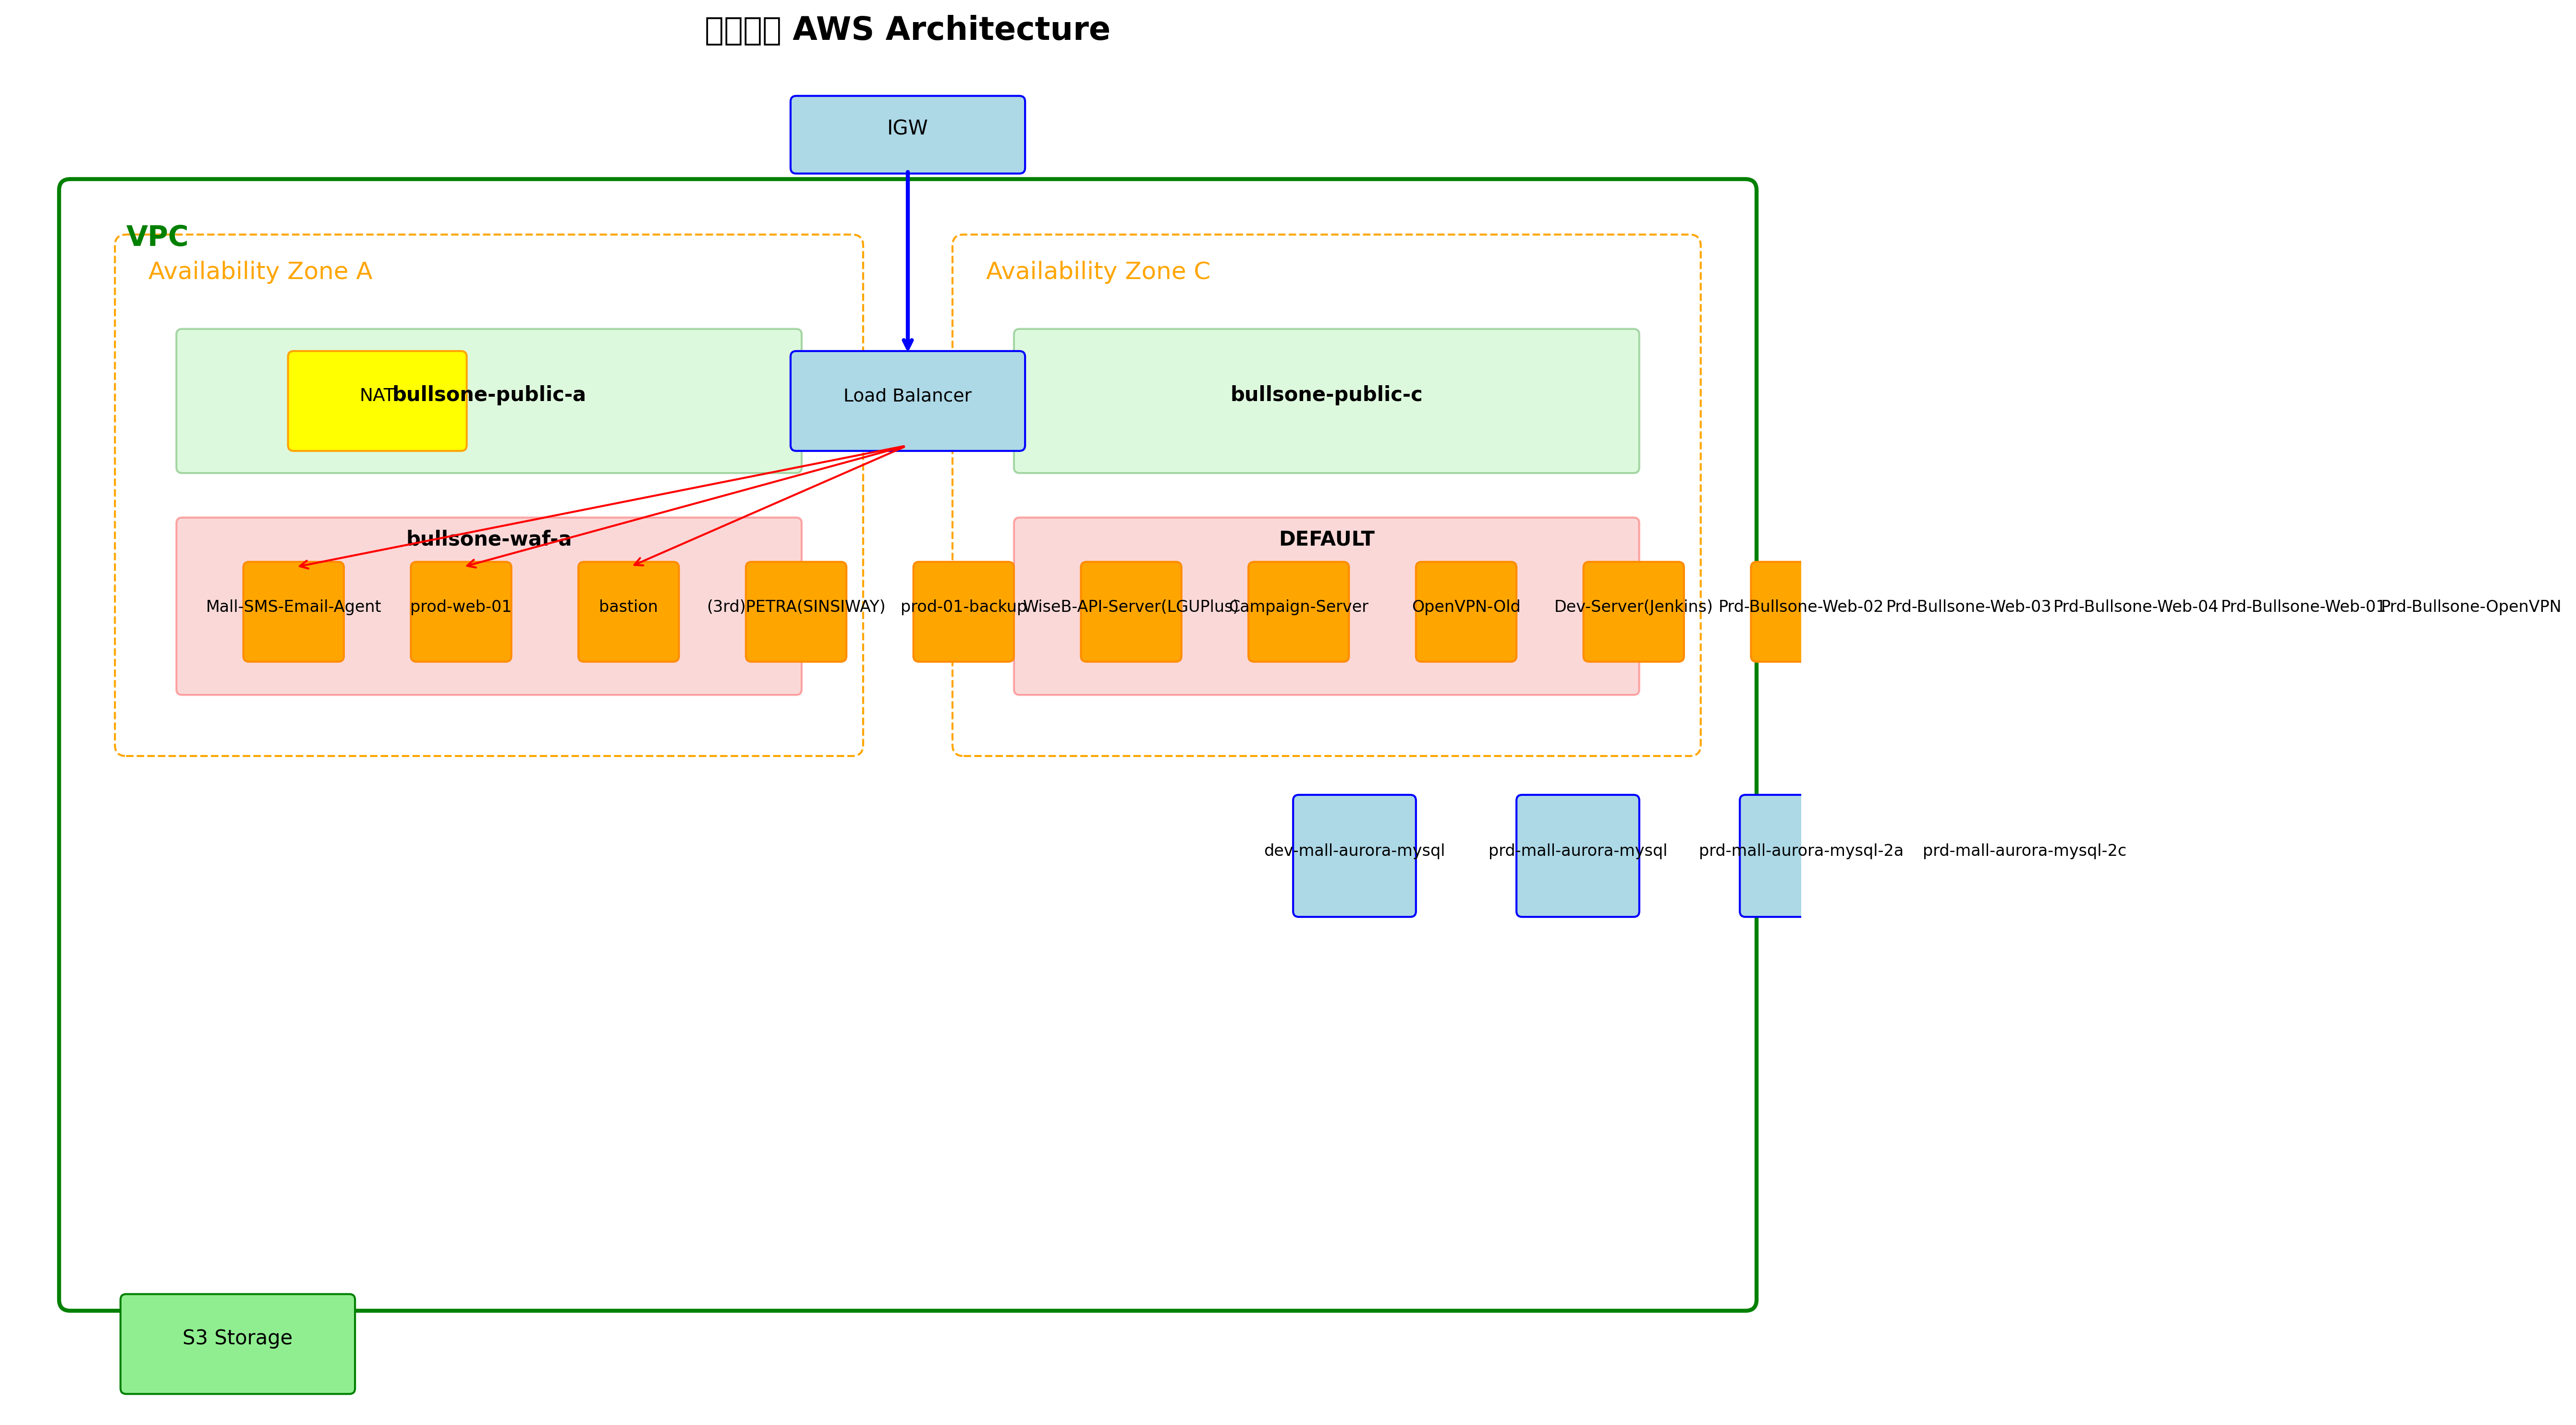 AWS Architecture
IGW
VPC
Availability Zone A
Availability Zone C
NAT
bullsone-public-a
Load Balancer
bullsone-public-c
bullsone-waf-a
DEFAULT
Mall-SMS-Email-Agent
prod-web-01
bastion
(3rd)PETRA(SINSIWAY)
prod-01-backup
WiseB-API-Server(LGUPlus)
Campaign-Server
OpenVPN-Old
Dev-Server(Jenkins)
Prd-Bullsone-Web-02
Prd-Bullsone-Web-03
Prd-Bullsone-Web-04
Prd-Bullsone-Web-01
Prd-Bullsone-OpenVPN
dev-mall-aurora-mysql
prd-mall-aurora-mysql
prd-mall-aurora-mysql-2a
prd-mall-aurora-mysql-2c
S3 Storage